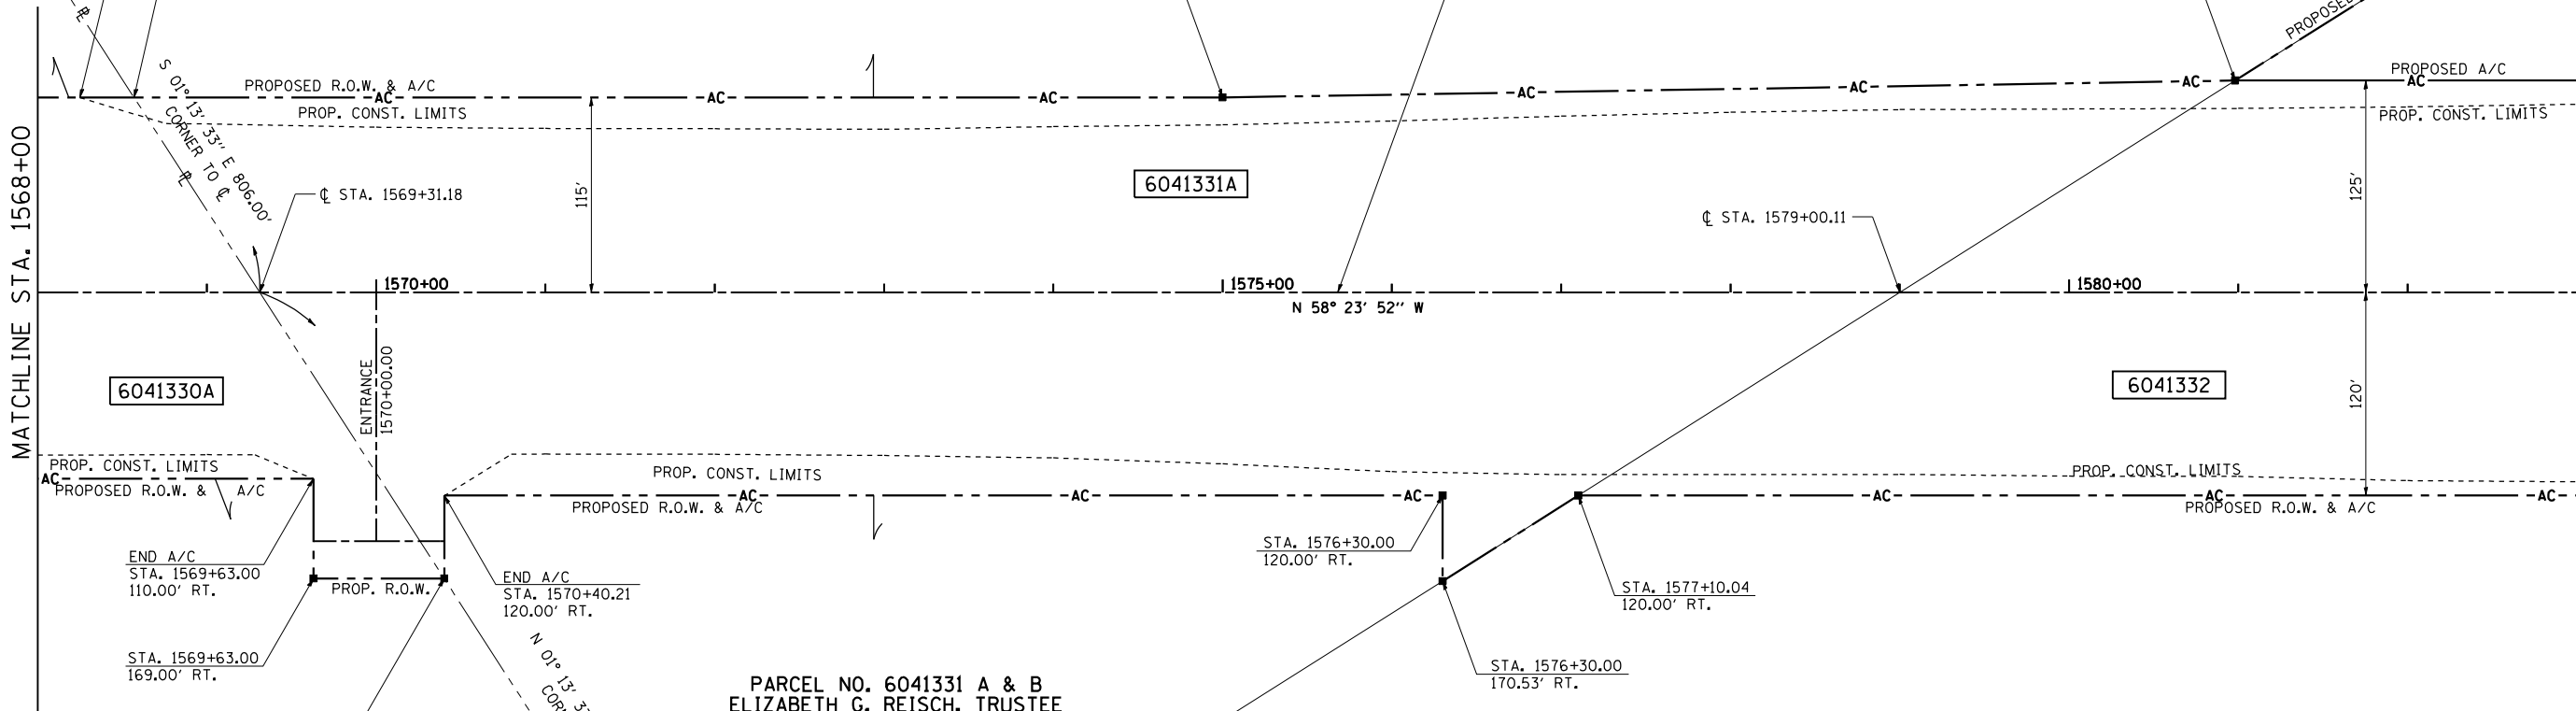 MATCHLINE STA. 1568+00
℄
S 01° 13' 33" E 806.00'
CORNER TO ℄
℄
PROPOSED R.O.W. & A/C
AC
AC
AC
AC
AC
AC
PROP. CONST. LIMITS
PROPOSED
PROPOSED A/C
AC
PROP. CONST. LIMITS
℄ STA. 1569+31.18
115'
6041331A
℄ STA. 1579+00.11
125'
1570+00
1575+00
1580+00
N 58° 23' 52" W
6041330A
ENTRANCE
1570+00.00
6041332
120'
PROP. CONST. LIMITS
AC
PROPOSED R.O.W. & A/C
PROP. CONST. LIMITS
AC
AC
AC
PROPOSED R.O.W. & A/C
PROP. CONST. LIMITS
AC
AC
AC
PROPOSED R.O.W. & A/C
END A/C
STA. 1569+63.00
110.00' RT.
PROP. R.O.W.
END A/C
STA. 1570+40.21
120.00' RT.
STA. 1576+30.00
120.00' RT.
STA. 1577+10.04
120.00' RT.
STA. 1569+63.00
169.00' RT.
N 01° 13'
STA. 1576+30.00
170.53' RT.
PARCEL NO. 6041331 A & B
ELIZABETH G. REISCH, TRUSTEE